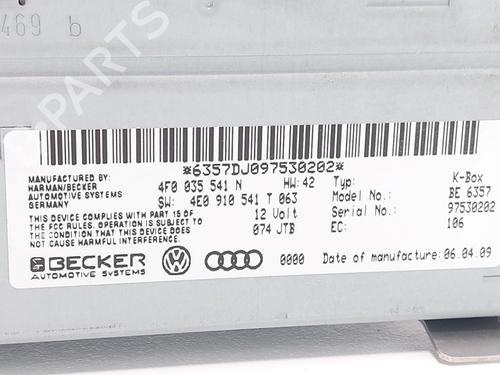 469 b
*6357DJ097530202*
MANUFACTURED BY
HARMAN/BECKER
AUTOMOTIVE SYSTEMS
GERMANY
4F0 035 541 N HW: 42 Typ: K-Box
SW: 4E0 910 541 T 063 Model No.: BE 6357
12 Volt Serial No.: 97530202
074 JTB EC: 106
THIS DEVICE COMPLIES WITH PART 15 OF
THE FCC RULES. OPERATION IS SUBJECT TO
THE CONDITION THAT THIS DEVICE DOES
NOT CAUSE HARMFUL INTERFERENCE.
BECKER
AUTOMOTIVE SYSTEMS
0000 Date of manufacture: 06.04.09
B-PARTS